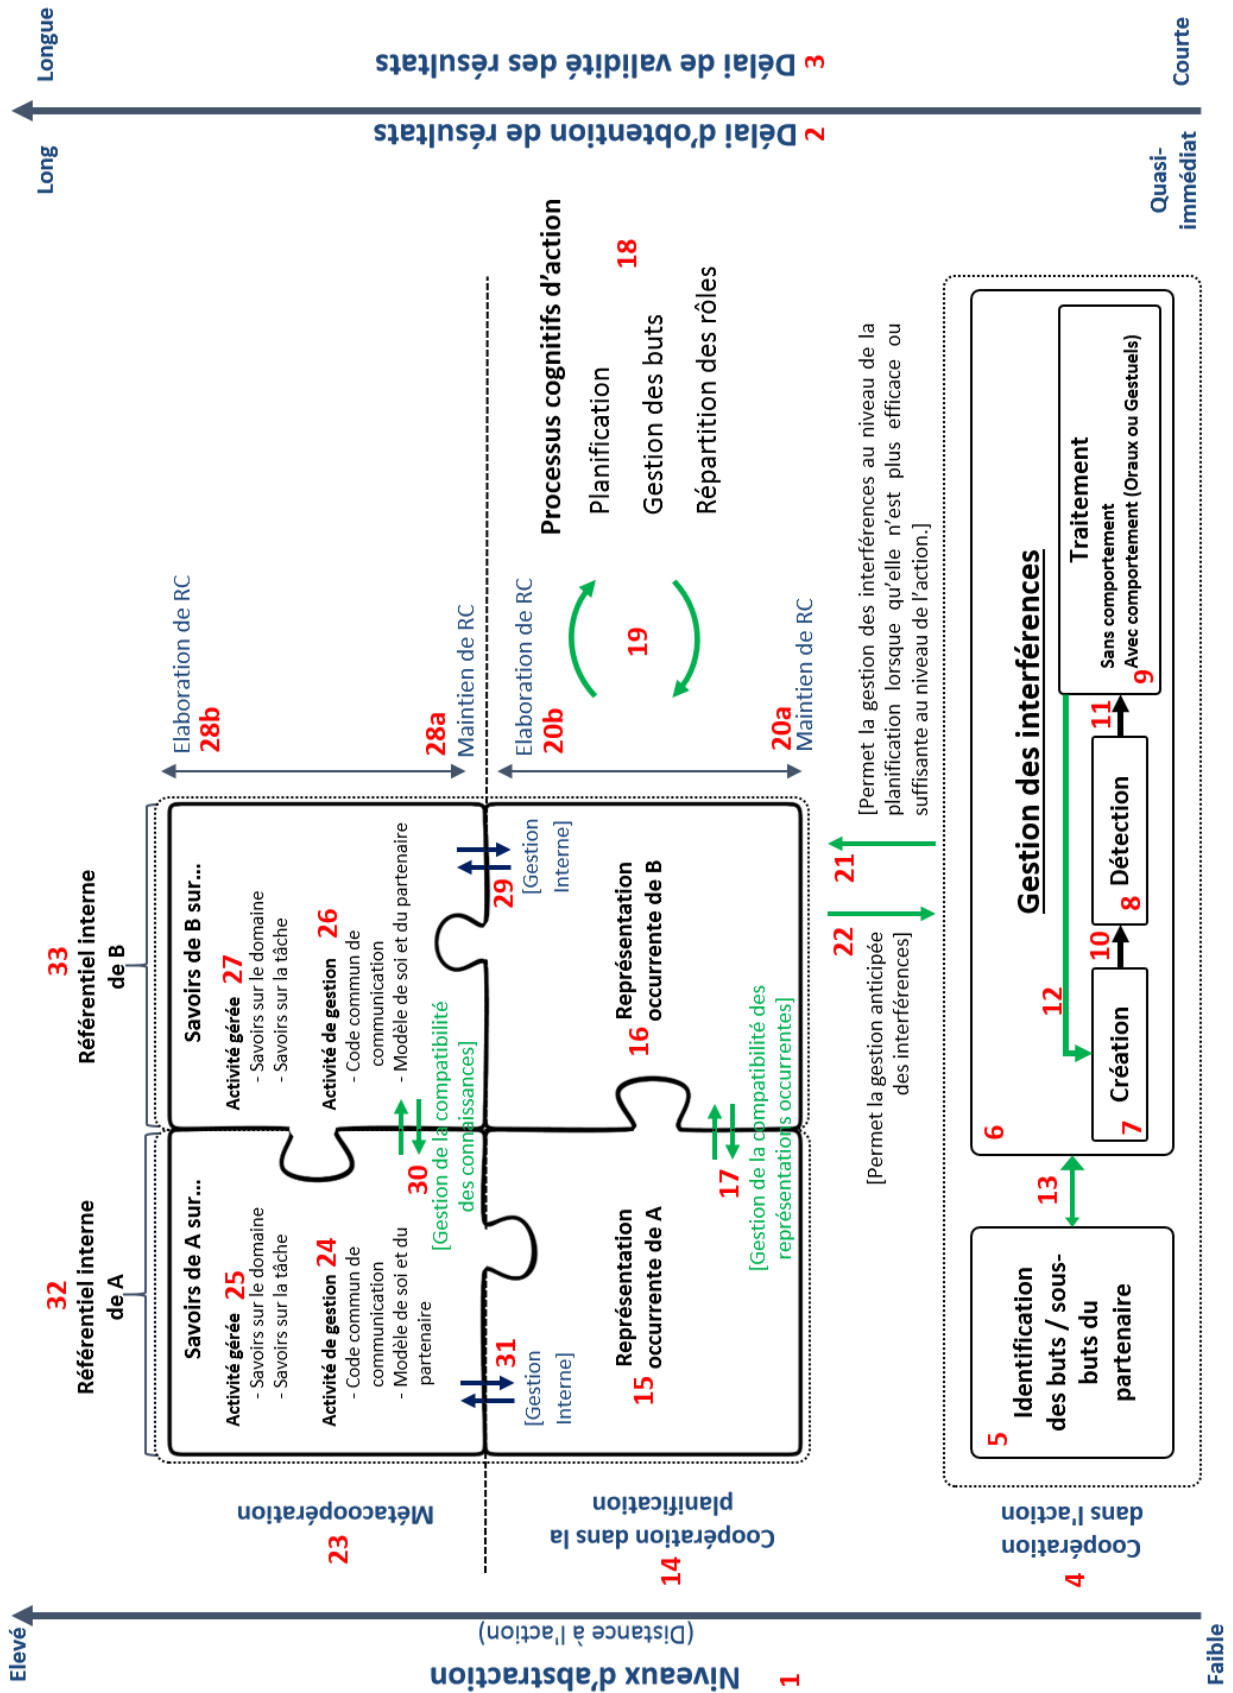 Elevé
Niveaux d'abstraction
(Distance à l'action)
1
Faible
32
Référentiel interne
de A
33
Référentiel interne
de B
23
Métacoopération
Savoirs de A sur...
Activité gérée 25
- Savoirs sur le domaine
- Savoirs sur la tâche
Activité de gestion 24
- Code commun de
communication
- Modèle de soi et du
partenaire
Savoirs de B sur...
Activité gérée 27
- Savoirs sur le domaine
- Savoirs sur la tâche
Activité de gestion 26
- Code commun de
communication
- Modèle de soi et du partenaire
30
[Gestion de la compatibilité
des connaissances]
31
[Gestion
Interne]
29
[Gestion
Interne]
Elaboration de RC
28b
28a
Maintien de RC
14
Coopération dans la
planification
Représentation
15 occurrente de A
Représentation
16 occurrente de B
17
[Gestion de la compatibilité des
représentations occurrentes]
Elaboration de RC
20b
20a
Maintien de RC
19
Processus cognitifs d'action
Planification
18
Gestion des buts
Répartition des rôles
22
[Permet la gestion anticipée
des interférences]
21
[Permet la gestion des interférences au niveau de la
planification lorsque qu'elle n'est plus efficace ou
suffisante au niveau de l'action.]
4
Coopération
dans l'action
5
Identification
des buts / sous-
buts du
partenaire
13
6
Gestion des interférences
12
7
Création
10
8
Détection
11
Traitement
Sans comportement
Avec comportement (Oraux ou Gestuels)
9
Long
Délai d'obtention de résultats
2
Quasi-
immédiat
Longue
Délai de validité des résultats
3
Courte